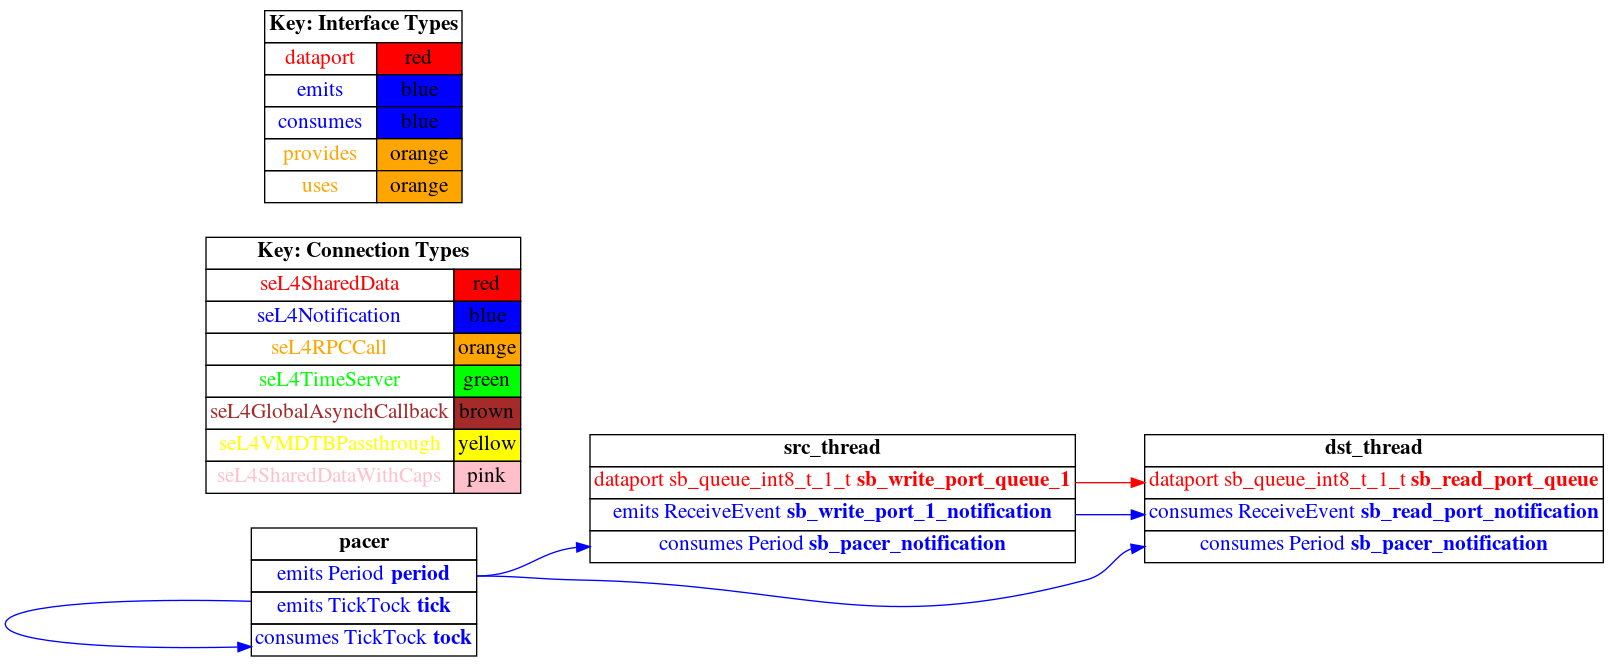 Key: Interface Types
dataport red
emits blue
consumes blue
provides orange
uses orange
Key: Connection Types
seL4SharedData red
seL4Notification blue
seL4RPCCall orange
seL4TimeServer green
seL4GlobalAsynchCallback brown
seL4VMDTBPassthrough yellow
seL4SharedDataWithCaps pink
src_thread
dataport sb_queue_int8_t_1_t sb_write_port_queue_1
emits ReceiveEvent sb_write_port_1_notification
consumes Period sb_pacer_notification
dst_thread
dataport sb_queue_int8_t_1_t sb_read_port_queue
consumes ReceiveEvent sb_read_port_notification
consumes Period sb_pacer_notification
pacer
emits Period period
emits TickTock tick
consumes TickTock tock